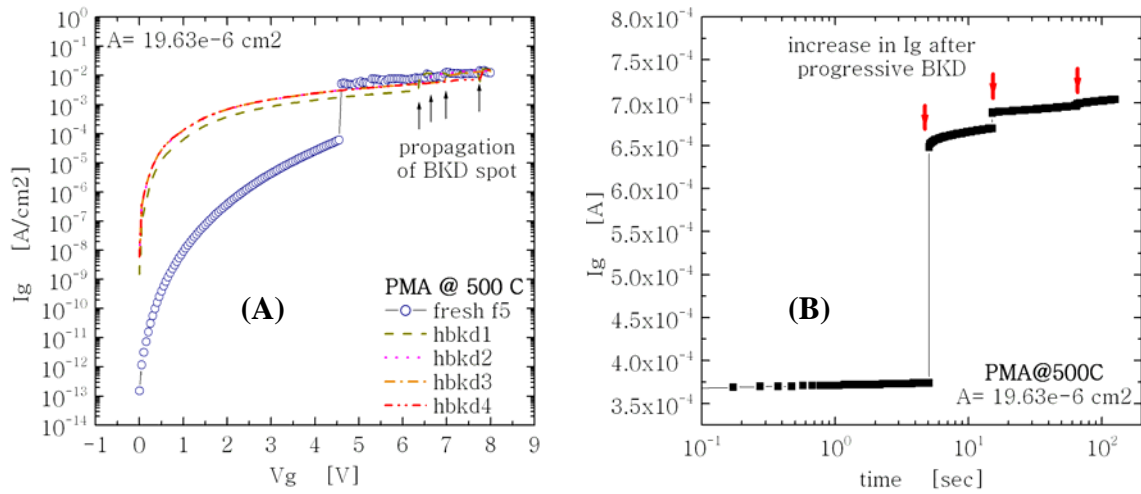 A= 19.63e-6 cm2
10^0
10^-1
10^-2
10^-3
10^-4
10^-5
10^-6
10^-7
10^-8
10^-9
10^-10
10^-11
10^-12
10^-13
10^-14
Ig [A/cm2]
propagation
of BKD spot
(A)
PMA @ 500 C
fresh f5
hbkd1
hbkd2
hbkd3
hbkd4
-1 0 1 2 3 4 5 6 7 8 9
Vg [V]
8.0x10^-4
7.5x10^-4
7.0x10^-4
6.5x10^-4
6.0x10^-4
5.5x10^-4
5.0x10^-4
4.5x10^-4
4.0x10^-4
3.5x10^-4
Ig [A]
increase in Ig after
progressive BKD
(B)
PMA@500C
A= 19.63e-6 cm2
10^-1 10^0 10^1 10^2
time [sec]